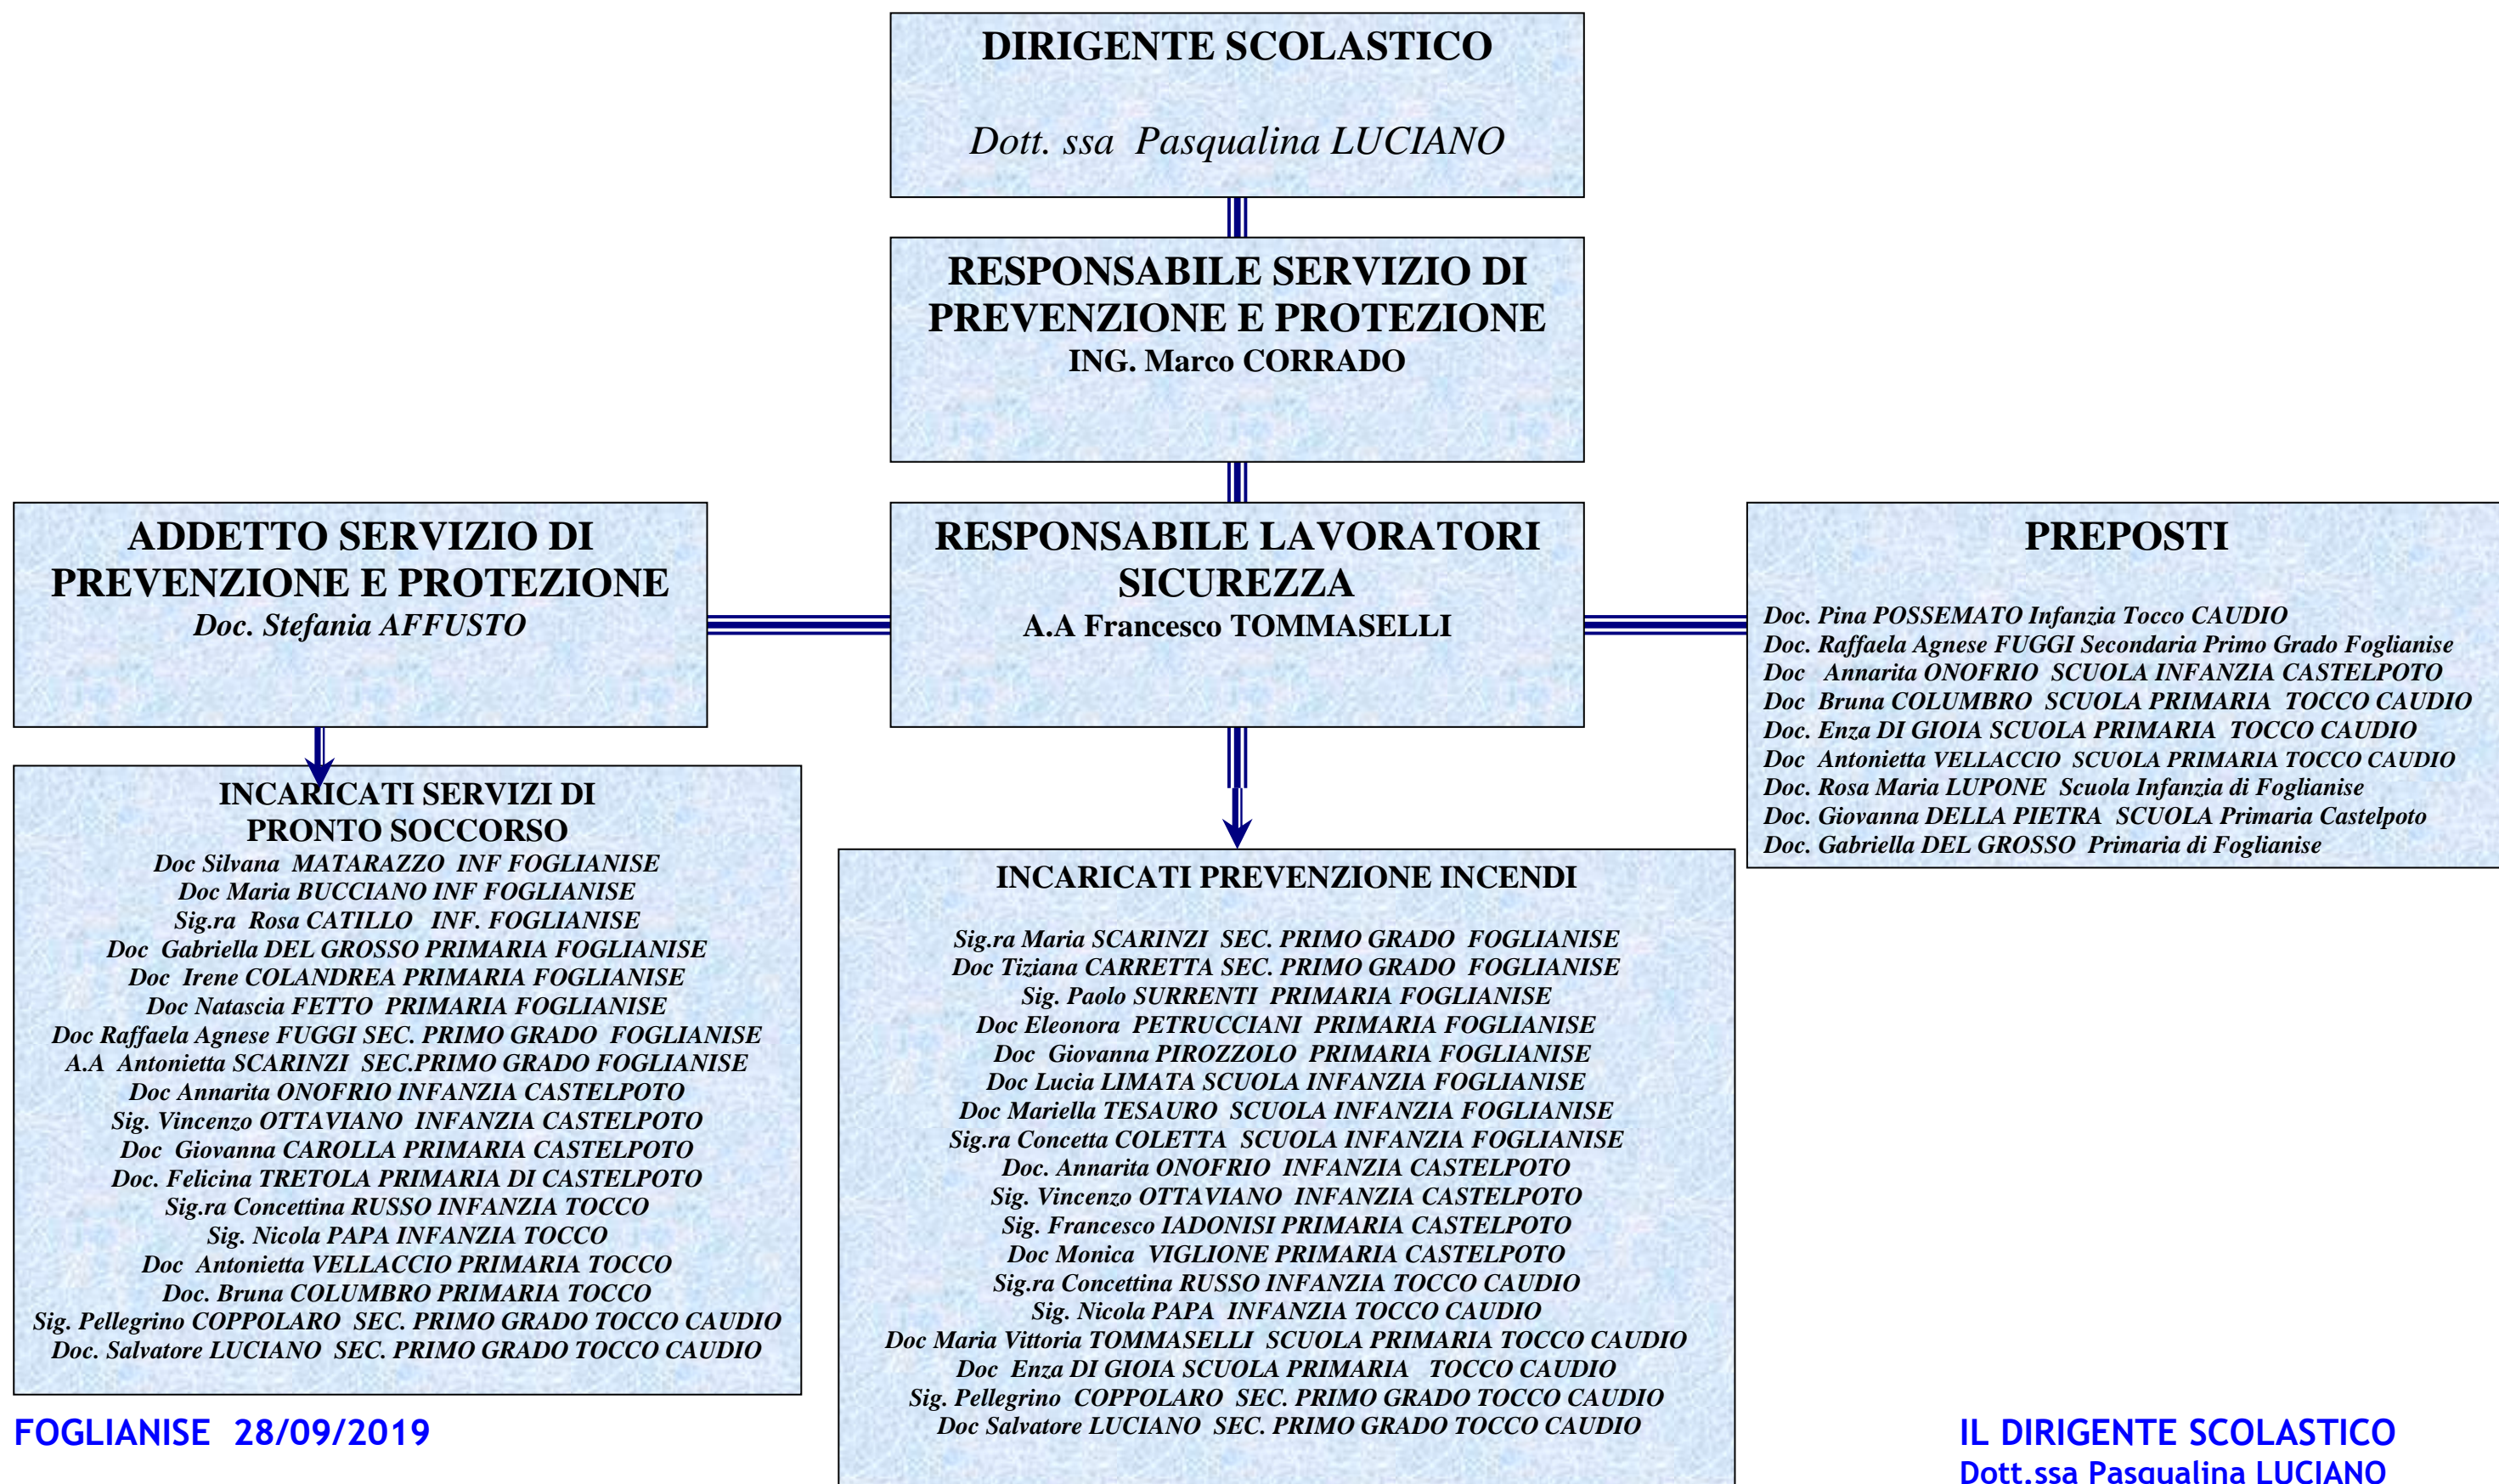 DIRIGENTE SCOLASTICO
Dott. ssa Pasqualina LUCIANO
RESPONSABILE SERVIZIO DI
PREVENZIONE E PROTEZIONE
ING. Marco CORRADO
ADDETTO SERVIZIO DI
PREVENZIONE E PROTEZIONE
Doc. Stefania AFFUSTO
RESPONSABILE LAVORATORI
SICUREZZA
A.A Francesco TOMMASELLI
PREPOSTI
Doc. Pina POSSEMATO Infanzia Tocco CAUDIO
Doc. Raffaela Agnese FUGGI Secondaria Primo Grado Foglianise
Doc Annarita ONOFRIO SCUOLA INFANZIA CASTELPOTO
Doc Bruna COLUMBRO SCUOLA PRIMARIA TOCCO CAUDIO
Doc. Enza DI GIOIA SCUOLA PRIMARIA TOCCO CAUDIO
Doc Antonietta VELLACCIO SCUOLA PRIMARIA TOCCO CAUDIO
Doc. Rosa Maria LUPONE Scuola Infanzia di Foglianise
Doc. Giovanna DELLA PIETRA SCUOLA Primaria Castelpoto
Doc. Gabriella DEL GROSSO Primaria di Foglianise
INCARICATI SERVIZI DI
PRONTO SOCCORSO
Doc Silvana MATARAZZO INF FOGLIANISE
Doc Maria BUCCIANO INF FOGLIANISE
Sig.ra Rosa CATILLO INF. FOGLIANISE
Doc Gabriella DEL GROSSO PRIMARIA FOGLIANISE
Doc Irene COLANDREA PRIMARIA FOGLIANISE
Doc Natascia FETTO PRIMARIA FOGLIANISE
Doc Raffaela Agnese FUGGI SEC. PRIMO GRADO FOGLIANISE
A.A Antonietta SCARINZI SEC.PRIMO GRADO FOGLIANISE
Doc Annarita ONOFRIO INFANZIA CASTELPOTO
Sig. Vincenzo OTTAVIANO INFANZIA CASTELPOTO
Doc Giovanna CAROLLA PRIMARIA CASTELPOTO
Doc. Felicina TRETOLA PRIMARIA DI CASTELPOTO
Sig.ra Concettina RUSSO INFANZIA TOCCO
Sig. Nicola PAPA INFANZIA TOCCO
Doc Antonietta VELLACCIO PRIMARIA TOCCO
Doc. Bruna COLUMBRO PRIMARIA TOCCO
Sig. Pellegrino COPPOLARO SEC. PRIMO GRADO TOCCO CAUDIO
Doc. Salvatore LUCIANO SEC. PRIMO GRADO TOCCO CAUDIO
INCARICATI PREVENZIONE INCENDI
Sig.ra Maria SCARINZI SEC. PRIMO GRADO FOGLIANISE
Doc Tiziana CARRETTA SEC. PRIMO GRADO FOGLIANISE
Sig. Paolo SURRENTI PRIMARIA FOGLIANISE
Doc Eleonora PETRUCCIANI PRIMARIA FOGLIANISE
Doc Giovanna PIROZZOLO PRIMARIA FOGLIANISE
Doc Lucia LIMATA SCUOLA INFANZIA FOGLIANISE
Doc Mariella TESAURO SCUOLA INFANZIA FOGLIANISE
Sig.ra Concetta COLETTA SCUOLA INFANZIA FOGLIANISE
Doc. Annarita ONOFRIO INFANZIA CASTELPOTO
Sig. Vincenzo OTTAVIANO INFANZIA CASTELPOTO
Sig. Francesco IADONISI PRIMARIA CASTELPOTO
Doc Monica VIGLIONE PRIMARIA CASTELPOTO
Sig.ra Concettina RUSSO INFANZIA TOCCO CAUDIO
Sig. Nicola PAPA INFANZIA TOCCO CAUDIO
Doc Maria Vittoria TOMMASELLI SCUOLA PRIMARIA TOCCO CAUDIO
Doc Enza DI GIOIA SCUOLA PRIMARIA TOCCO CAUDIO
Sig. Pellegrino COPPOLARO SEC. PRIMO GRADO TOCCO CAUDIO
Doc Salvatore LUCIANO SEC. PRIMO GRADO TOCCO CAUDIO
FOGLIANISE 28/09/2019
IL DIRIGENTE SCOLASTICO
Dott.ssa Pasqualina LUCIANO